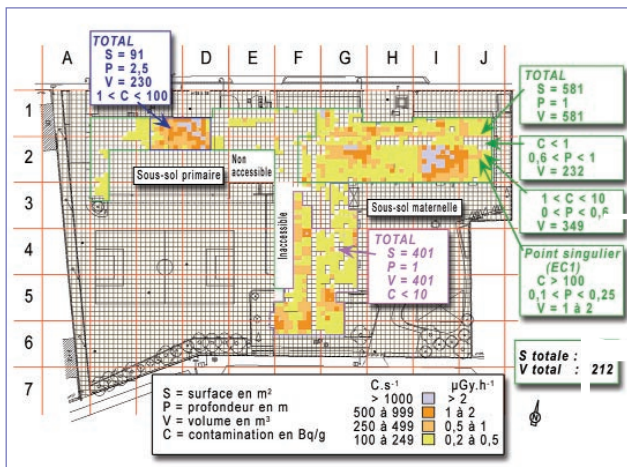 A B C D E F G H I J
1
2
3
4
5
6
7
TOTAL
S = 91
P = 2,5
V = 230
1 < C < 100
TOTAL
S = 581
P = 1
V = 581
C < 1
0,6 < P < 1
V = 232
1 < C < 10
0 < P < 0,6
V = 349
Point singulier
(EC1)
C > 100
0,1 < P < 0,25
V = 1 à 2
Non
accessible
Sous-sol primaire
Inaccessible
Sous-sol maternelle
TOTAL
S = 401
P = 1
V = 401
C < 10
S totale :
V total : 212
S = surface en m²
P = profondeur en m
V = volume en m³
C = contamination en Bq/g
C.s⁻¹ µGy.h⁻¹
> 1000 > 2
500 à 999 1 à 2
250 à 499 0,5 à 1
100 à 249 0,2 à 0,5
N